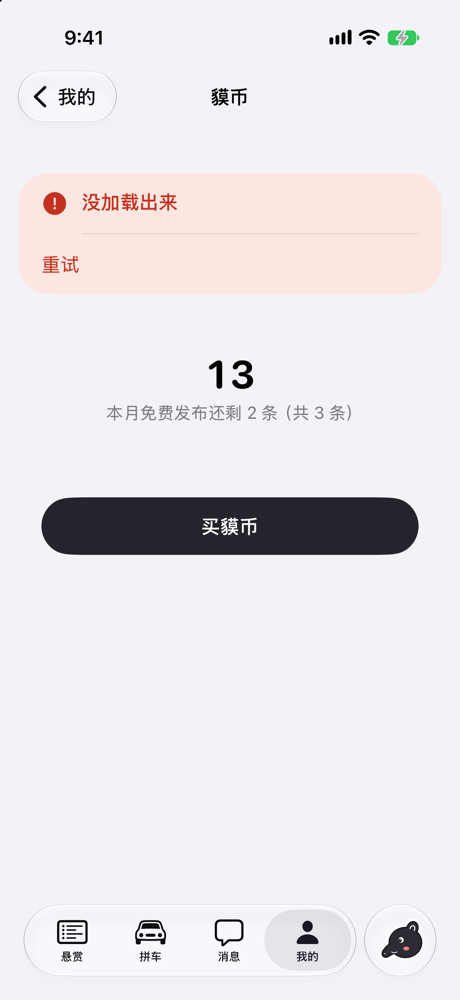 9:41
我的
貘币
没加载出来
重试
13
本月免费发布还剩 2 条（共 3 条）
买貘币
悬赏
拼车
消息
我的